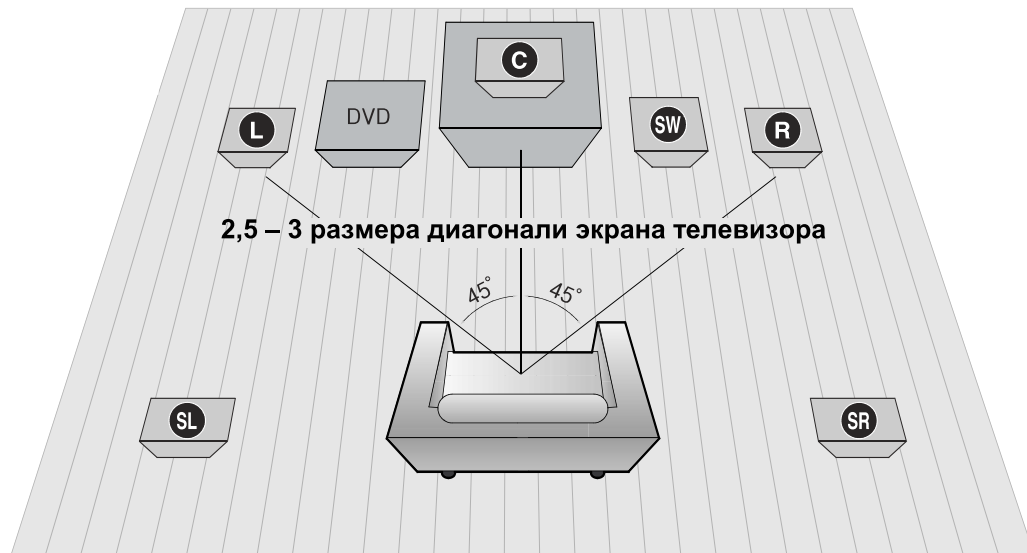 C
L
DVD
SW
R
2,5 – 3 размера диагонали экрана телевизора
45°
45°
SL
SR